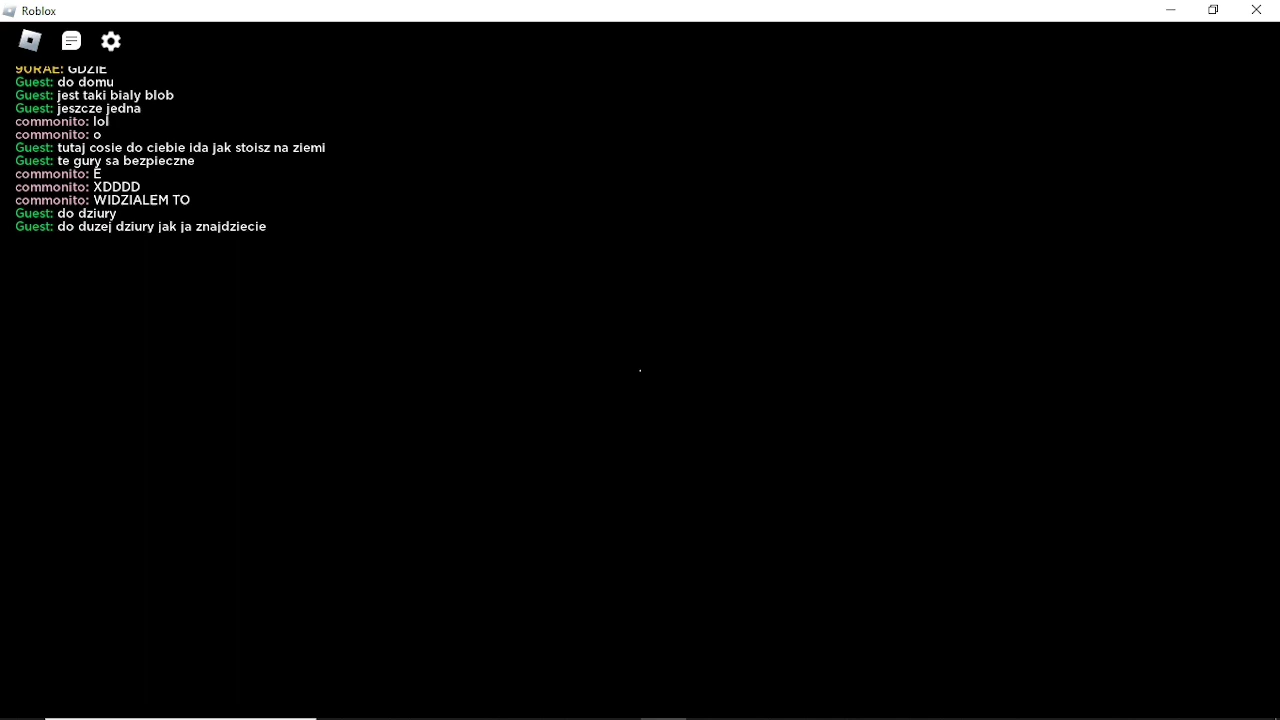 Roblox
9URAE: GDZIE
Guest: do domu
Guest: jest taki bialy blob
Guest: jeszcze jedna
commonito: lol
commonito: o
Guest: tutaj cosie do ciebie ida jak stoisz na ziemi
Guest: te gury sa bezpieczne
commonito: E
commonito: XDDDD
commonito: WIDZIALEM TO
Guest: do dziury
Guest: do duzej dziury jak ja znajdziecie